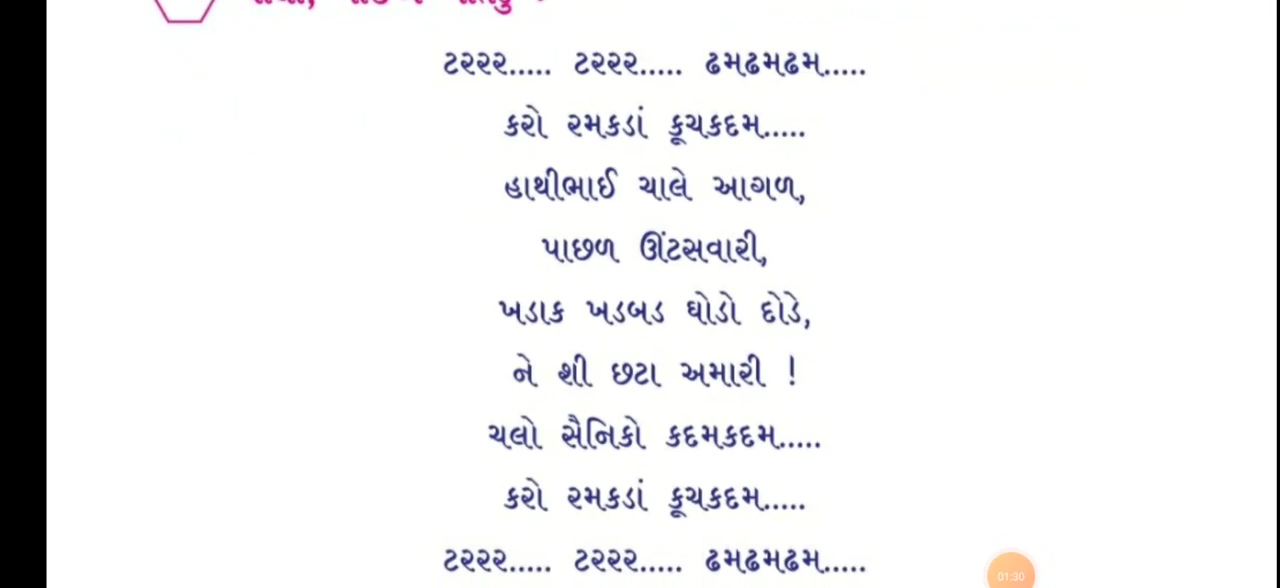 ટરરર..... ટરરર..... ઢમઢમઢમ.....
કરો રમકડાં કૂચકદમ.....
હાથીભાઈ ચાલે આગળ,
પાછળ ઊંટસવારી,
ખડાક ખડબડ ઘોડો દોડે,
ને શી છટા અમારી !
ચલો સૈનિકો કદમકદમ.....
કરો રમકડાં કૂચકદમ.....
ટરરર..... ટરરર..... ઢમઢમઢમ.....
01:30